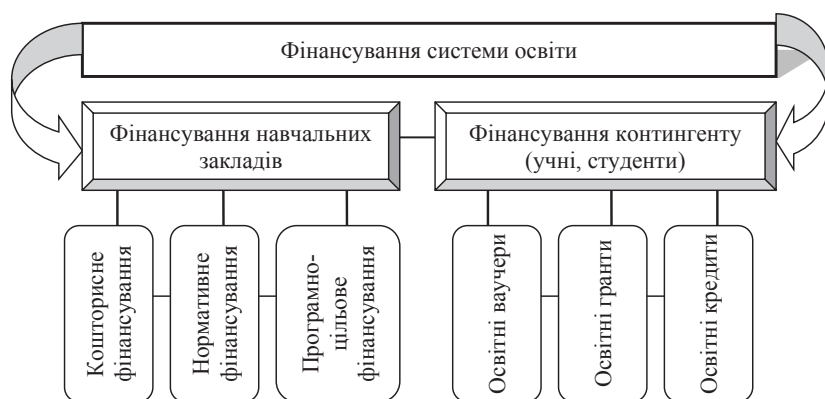 Фінансування системи освіти
Фінансування навчальних
закладів
Фінансування контингенту
(учні, студенти)
Кошторисне
фінансування
Нормативне
фінансування
Програмно-
цільове
фінансування
Освітні ваучери
Освітні гранти
Освітні кредити